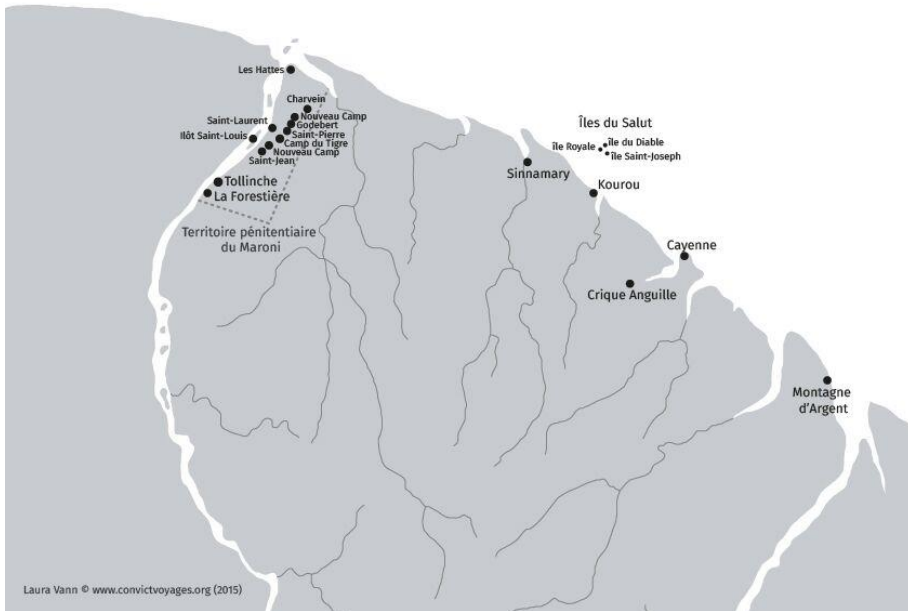 Les Hattes
Charvein
Nouveau Camp
Godebert
Saint-Laurent
Saint-Pierre
Ilôt Saint-Louis
Camp du Tigre
Nouveau Camp
Saint-Jean
Tollinche
La Forestière
Territoire pénitentiaire
du Maroni
Îles du Salut
île du Diable
île Royale
île Saint-Joseph
Sinnamary
Kourou
Cayenne
Crique Anguille
Montagne
d'Argent
Laura Vann © www.convictvoyages.org (2015)